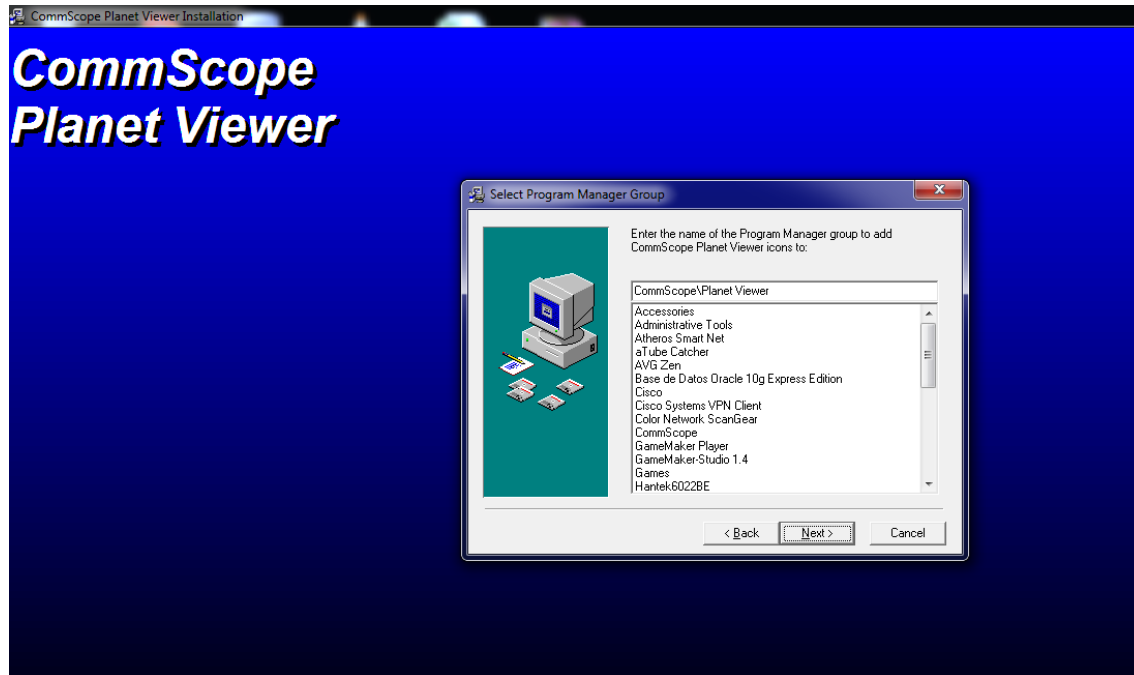 CommScope Planet Viewer Installation
CommScope
Planet Viewer
Select Program Manager Group
Enter the name of the Program Manager group to add
CommScope Planet Viewer icons to:
CommScope\Planet Viewer
Accessories
Administrative Tools
Atheros Smart Net
aTube Catcher
AVG Zen
Base de Datos Oracle 10g Express Edition
Cisco
Cisco Systems VPN Client
Color Network ScanGear
CommScope
GameMaker Player
GameMaker-Studio 1.4
Games
Hantek6022BE
< Back Next > Cancel